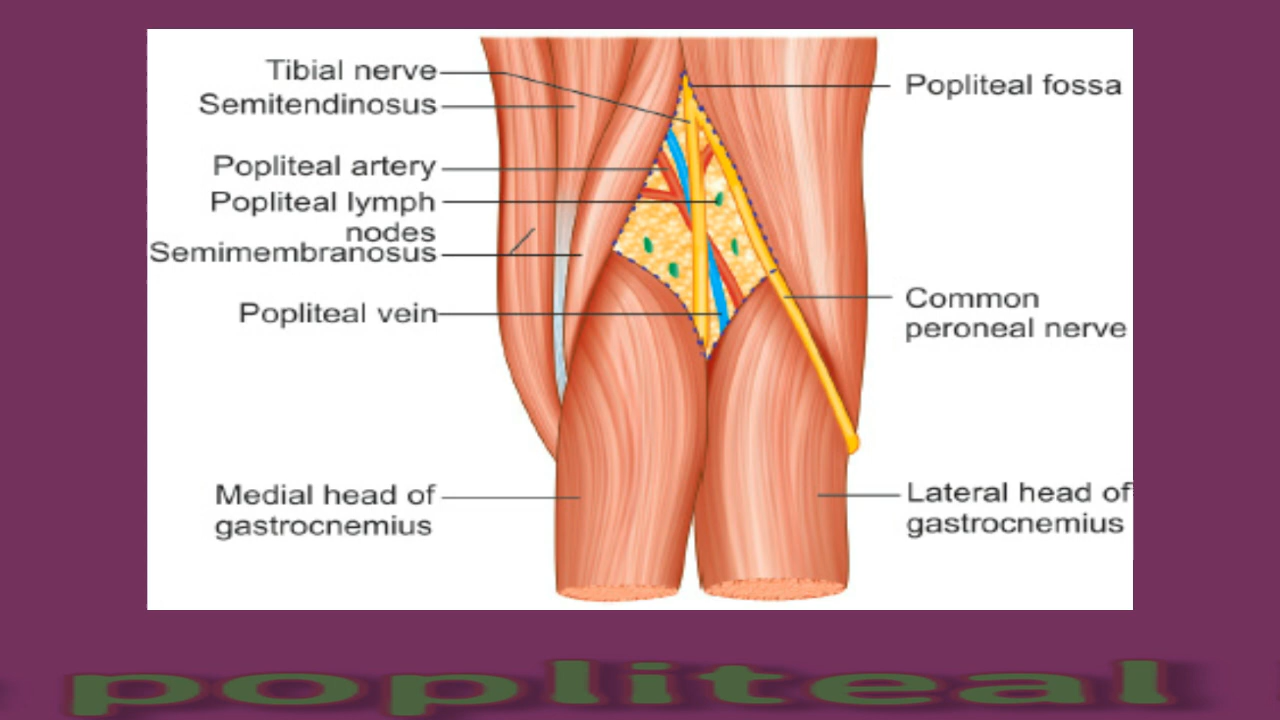 Tibial nerve
Semitendinosus
Popliteal artery
Popliteal lymph
nodes
Semimembranosus
Popliteal vein
Medial head of
gastrocnemius
Popliteal fossa
Common
peroneal nerve
Lateral head of
gastrocnemius
popliteal